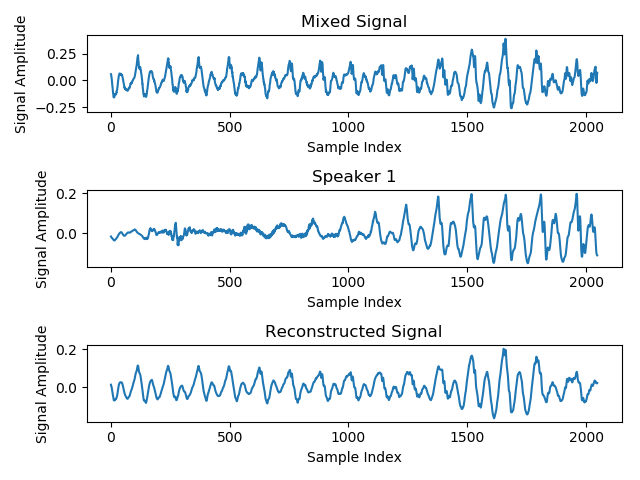 Mixed Signal
Signal Amplitude
0.25
0.00
−0.25
0 500 1000 1500 2000
Sample Index
Speaker 1
Signal Amplitude
0.2
0.0
0 500 1000 1500 2000
Sample Index
Reconstructed Signal
Signal Amplitude
0.2
0.0
0 500 1000 1500 2000
Sample Index